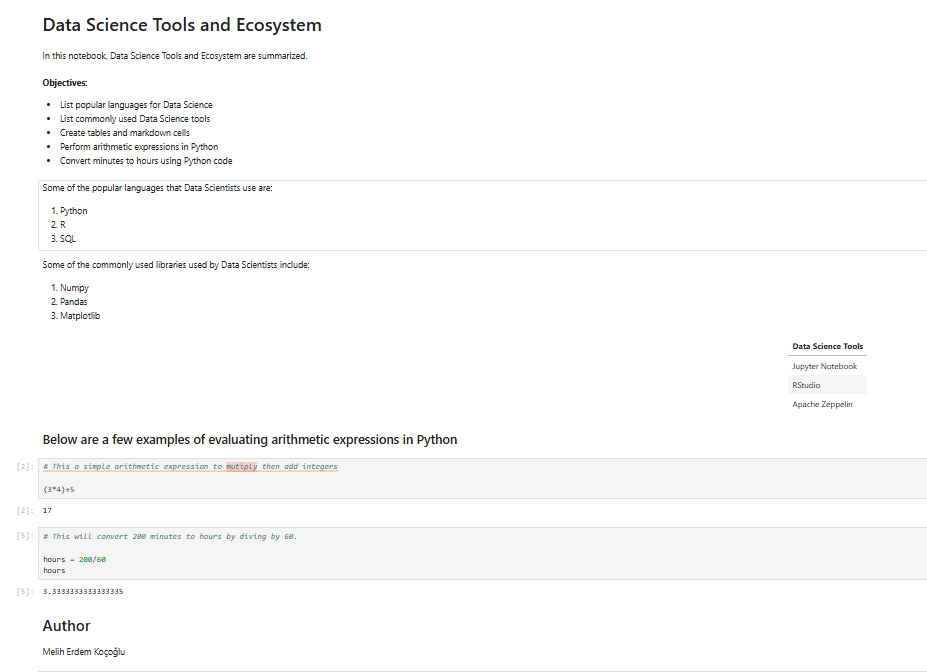 Data Science Tools and Ecosystem
In this notebook, Data Science Tools and Ecosystem are summarized.
Objectives:
• List popular languages for Data Science
• List commonly used Data Science tools
• Create tables and markdown cells
• Perform arithmetic expressions in Python
• Convert minutes to hours using Python code
Some of the popular languages that Data Scientists use are:
1. Python
2. R
3. SQL
Some of the commonly used libraries used by Data Scientists include:
1. Numpy
2. Pandas
3. Matplotlib
Data Science Tools
Jupyter Notebook
RStudio
Apache Zeppelin
Below are a few examples of evaluating arithmetic expressions in Python
[2]: # This a simple arithmetic expression to mutiply then add integers
(3*4)+5
[2]: 17
[5]: # This will convert 200 minutes to hours by diving by 60.
hours = 200/60
hours
[5]: 3.3333333333333335
Author
Melih Erdem Koçoğlu